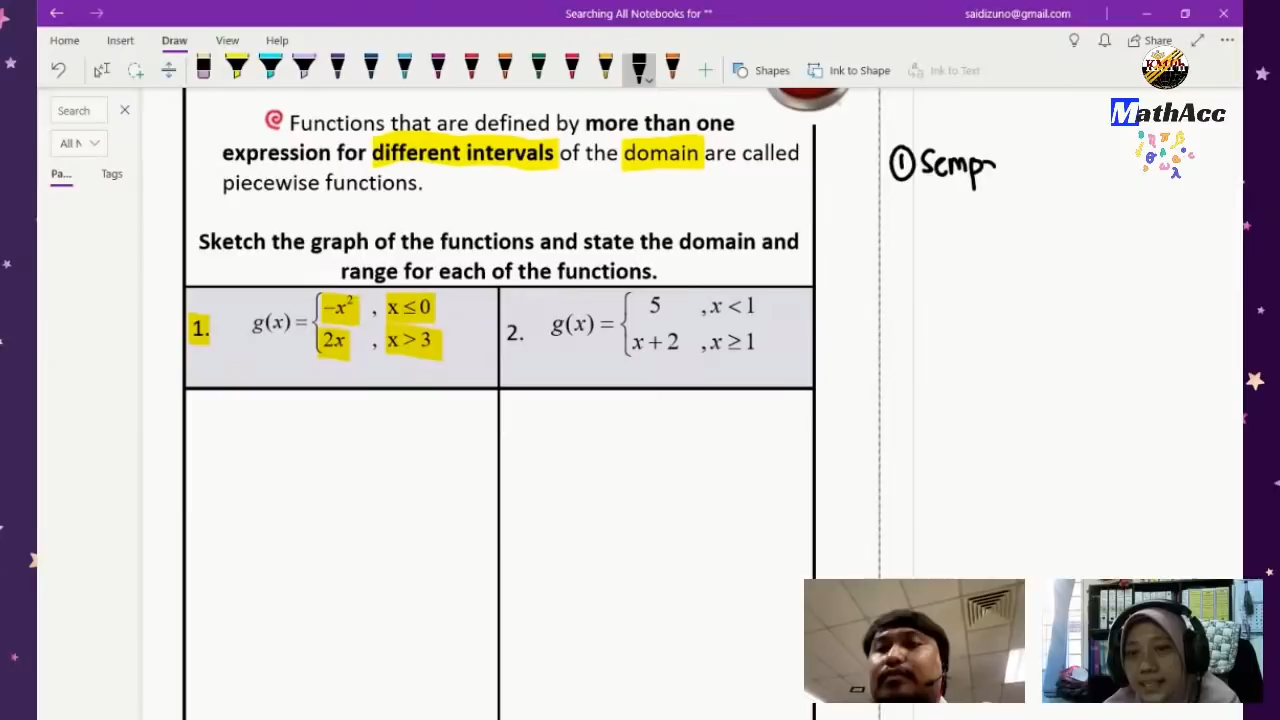 Searching All Notebooks for ""
saidizuno@gmail.com
Home Insert Draw View Help
Share
Shapes
Ink to Shape
Ink to Text
KMPk
MathAcc
Search
All N
Pa...
Tags
Functions that are defined by more than one
expression for different intervals of the domain are called
piecewise functions.
① Semp
Sketch the graph of the functions and state the domain and
range for each of the functions.
1. g(x) = { −x² , x ≤ 0
2x , x > 3
2. g(x) = { 5 , x < 1
x + 2 , x ≥ 1